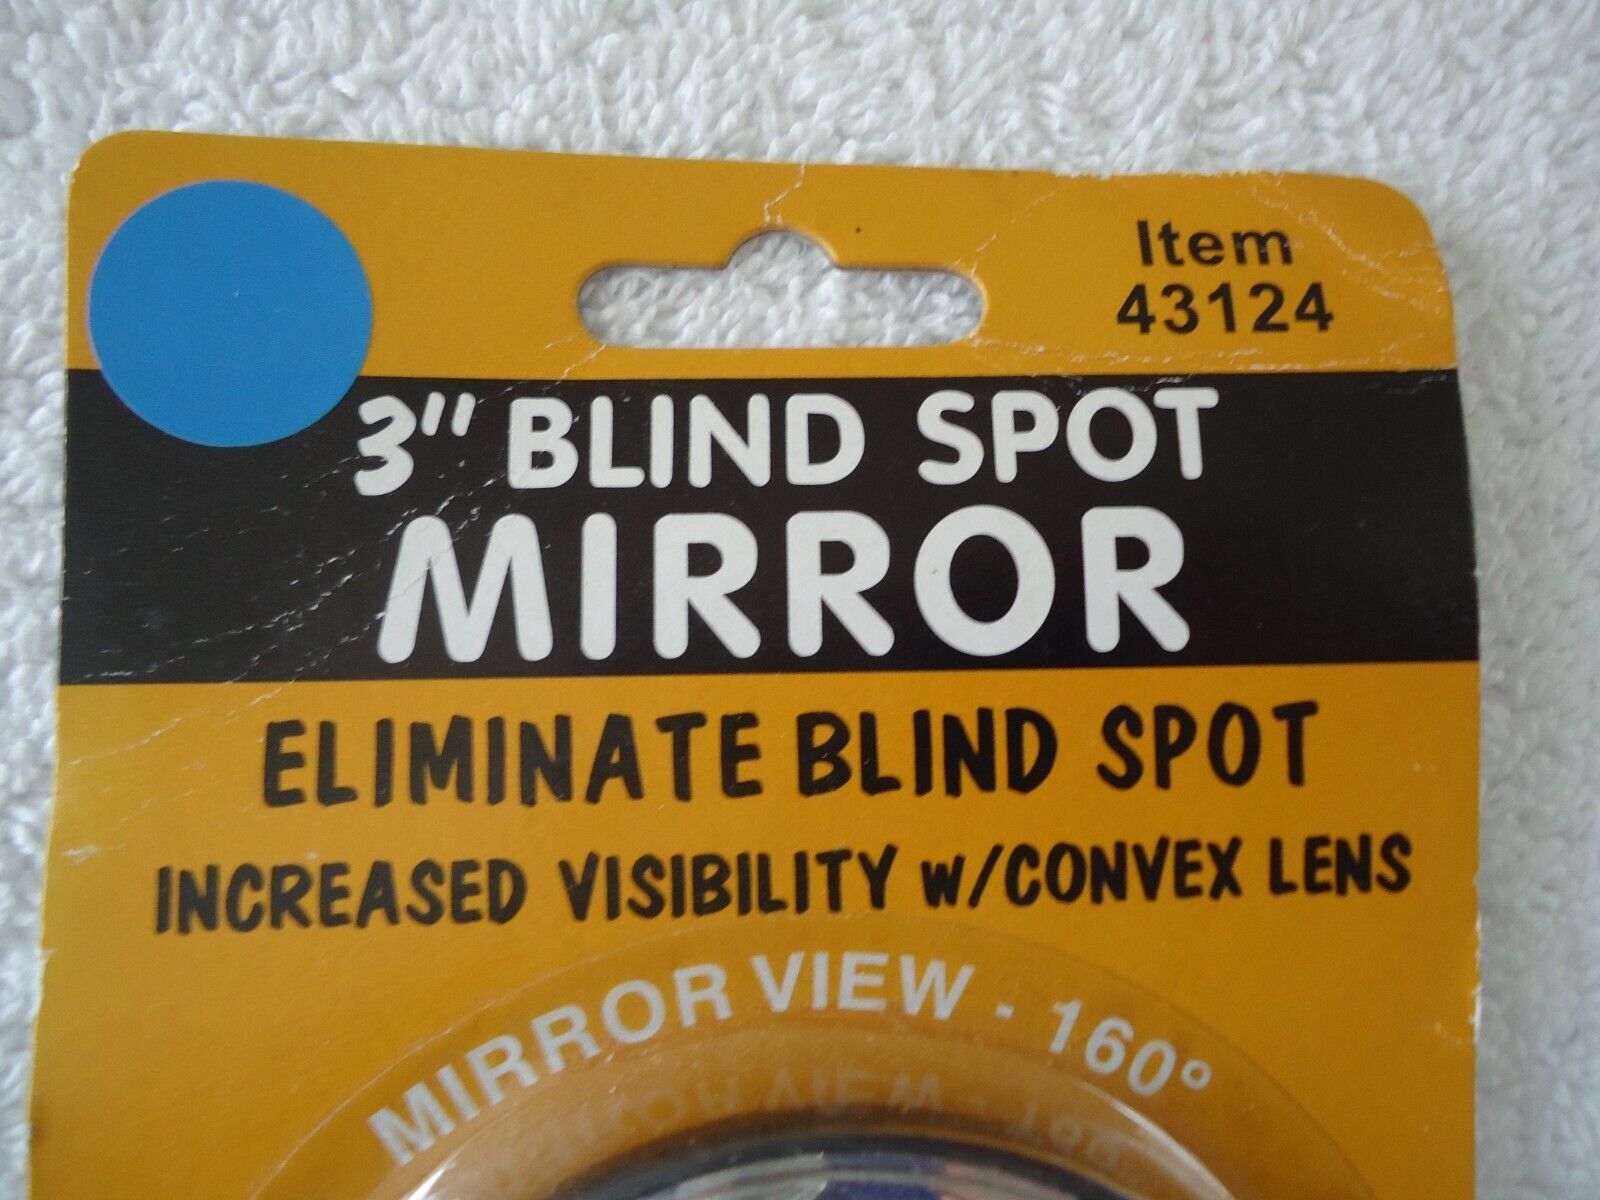 Item
43124
3" BLIND SPOT
MIRROR
ELIMINATE BLIND SPOT
INCREASED VISIBILITY w/CONVEX LENS
MIRROR VIEW - 160°